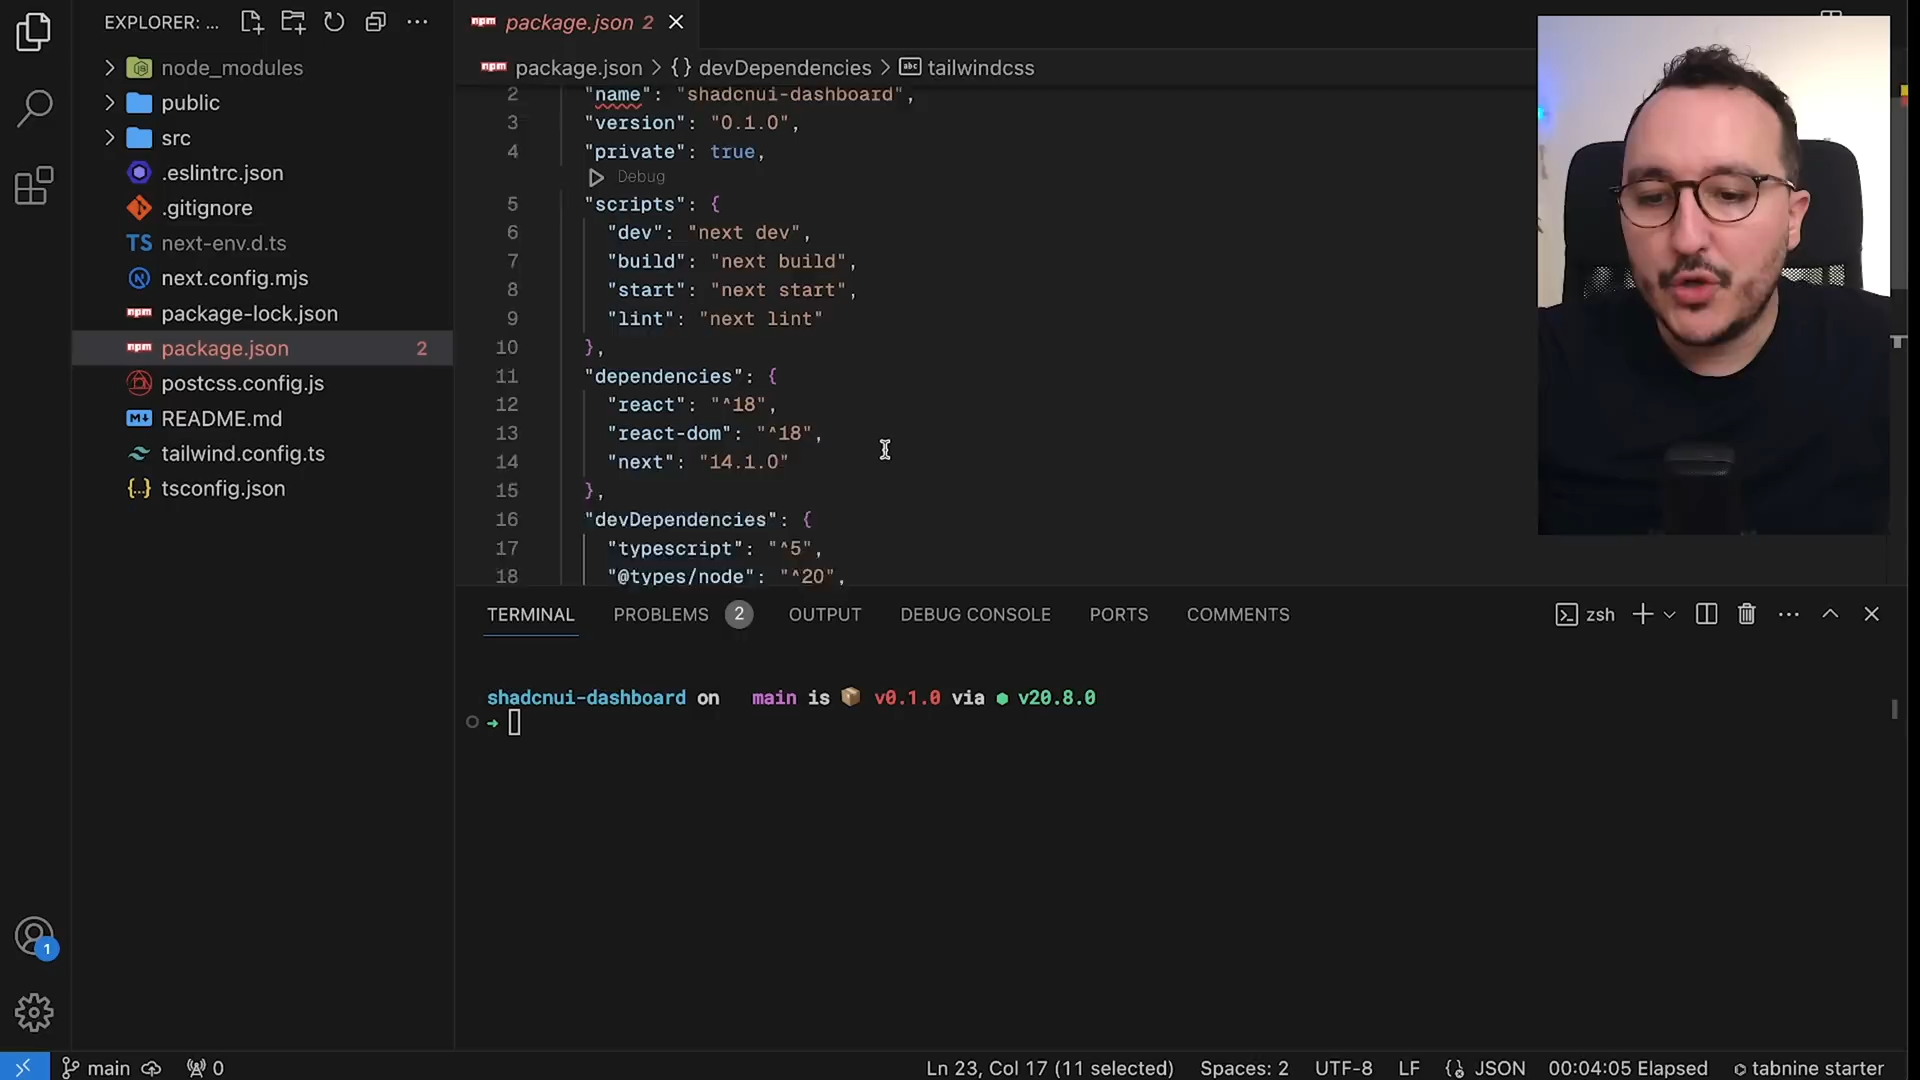 EXPLORER: ...
node_modules
public
src
.eslintrc.json
.gitignore
TS next-env.d.ts
next.config.mjs
npm package-lock.json
npm package.json 2
postcss.config.js
M↓ README.md
tailwind.config.ts
{..} tsconfig.json
1
npm package.json 2
npm package.json > {} devDependencies > abc tailwindcss
2 "name": "shadcnui-dashboard",
3 "version": "0.1.0",
4 "private": true,
Debug
5 "scripts": {
6 "dev": "next dev",
7 "build": "next build",
8 "start": "next start",
9 "lint": "next lint"
10 },
11 "dependencies": {
12 "react": "^18",
13 "react-dom": "^18",
14 "next": "14.1.0"
15 },
16 "devDependencies": {
17 "typescript": "^5",
18 "@types/node": "^20",
TERMINAL PROBLEMS 2 OUTPUT DEBUG CONSOLE PORTS COMMENTS zsh
shadcnui-dashboard on main is 📦 v0.1.0 via ⬢ v20.8.0
➜
main 0 Ln 23, Col 17 (11 selected) Spaces: 2 UTF-8 LF {} JSON 00:04:05 Elapsed tabnine starter